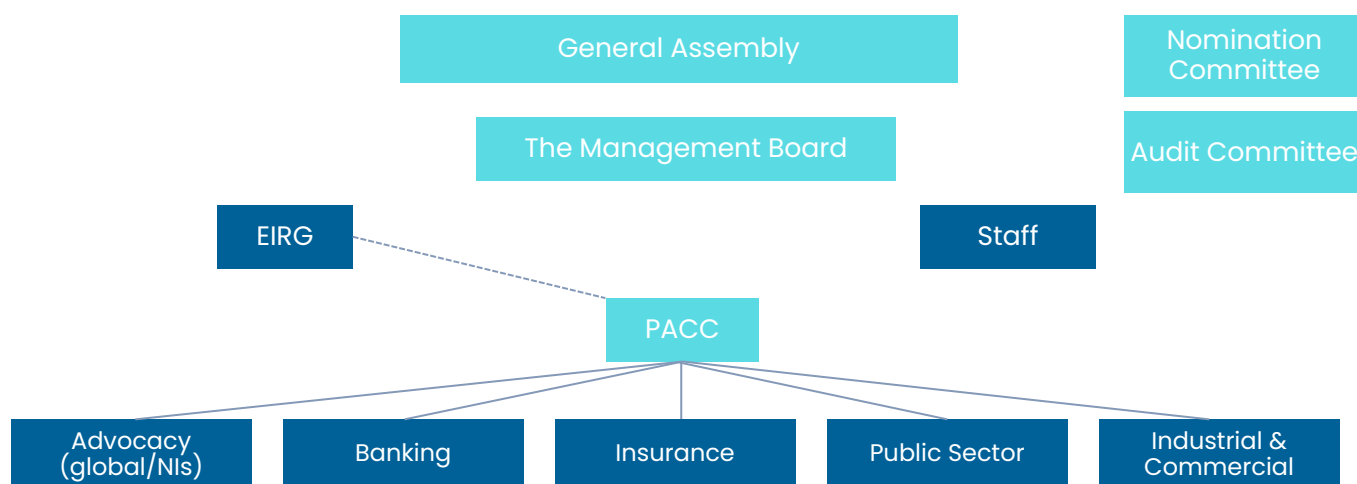 General Assembly
Nomination
Committee
The Management Board
Audit Committee
EIRG
Staff
PACC
Advocacy
(global/NIs)
Banking
Insurance
Public Sector
Industrial &
Commercial